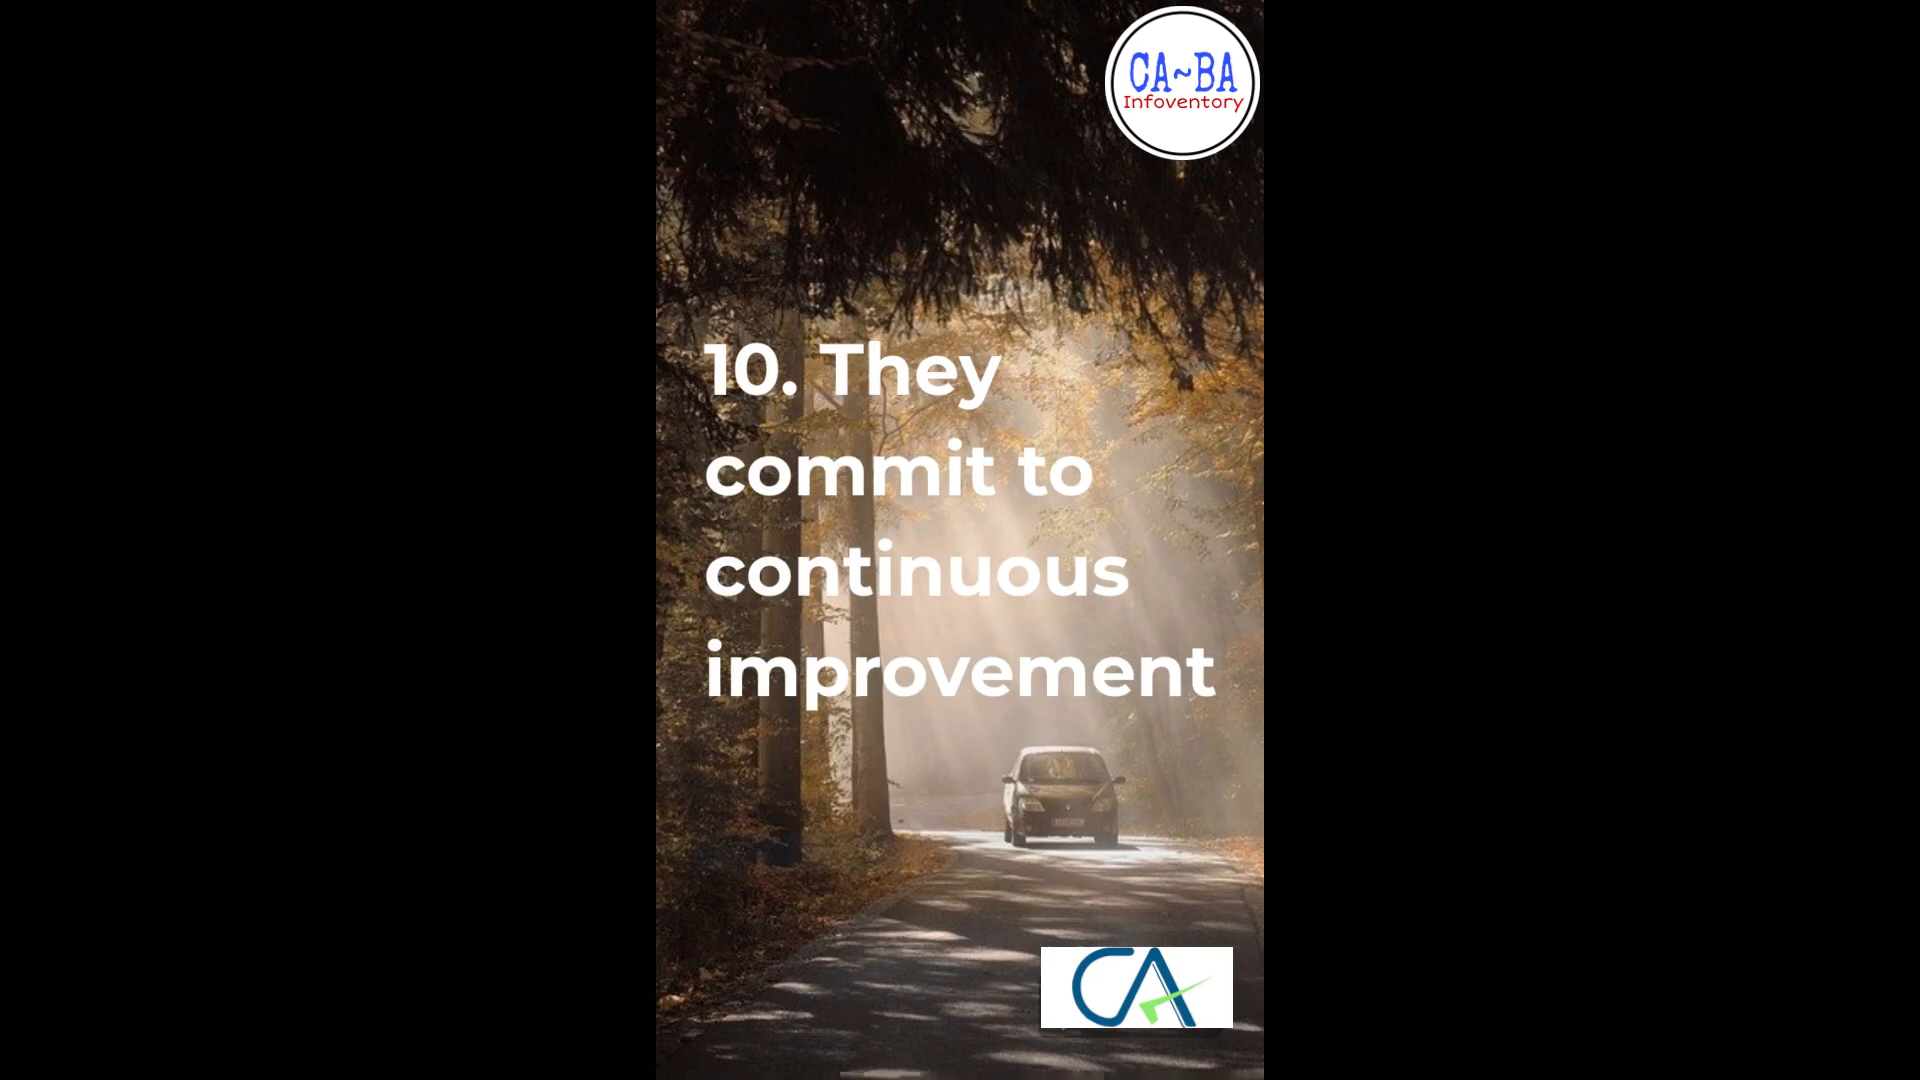 CA~BA
Infoventory
10. They
commit to
continuous
improvement
CA